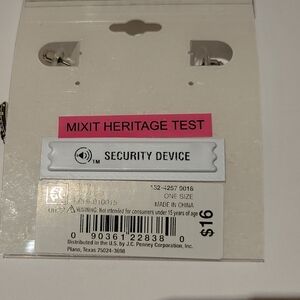 MIXIT HERITAGE TEST
TM SECURITY DEVICE
152-4257 0016
ONE SIZE
MADE IN CHINA
WARNING: Not intended for consumers under 15 years of age
$16
0 90361 22838 0
Distributed in the U.S. by J.C. Penney Corporation, Inc.
Plano, Texas 75024-3698